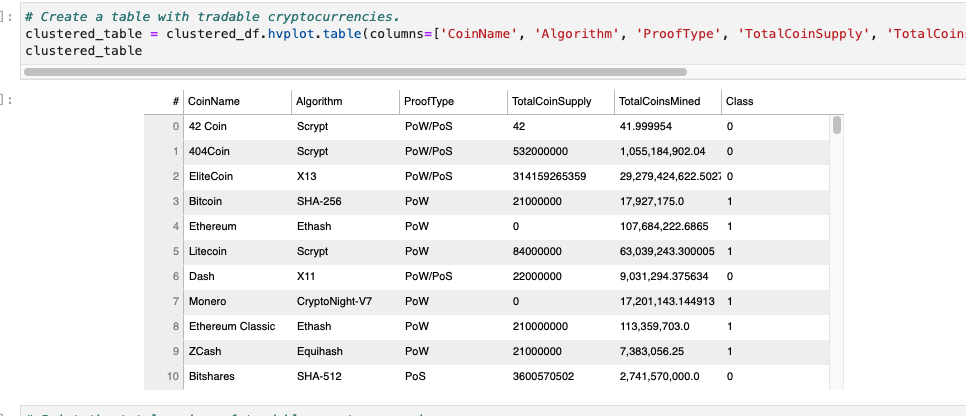 ]:
# Create a table with tradable cryptocurrencies.
clustered_table = clustered_df.hvplot.table(columns=['CoinName', 'Algorithm', 'ProofType', 'TotalCoinSupply', 'TotalCoins
clustered_table
]:
# CoinName Algorithm ProofType TotalCoinSupply TotalCoinsMined Class
0 42 Coin Scrypt PoW/PoS 42 41.999954 0
1 404Coin Scrypt PoW/PoS 532000000 1,055,184,902.04 0
2 EliteCoin X13 PoW/PoS 314159265359 29,279,424,622.502 0
3 Bitcoin SHA-256 PoW 21000000 17,927,175.0 1
4 Ethereum Ethash PoW 0 107,684,222.6865 1
5 Litecoin Scrypt PoW 84000000 63,039,243.300005 1
6 Dash X11 PoW/PoS 22000000 9,031,294.375634 0
7 Monero CryptoNight-V7 PoW 0 17,201,143.144913 1
8 Ethereum Classic Ethash PoW 210000000 113,359,703.0 1
9 ZCash Equihash PoW 21000000 7,383,056.25 1
10 Bitshares SHA-512 PoS 3600570502 2,741,570,000.0 0